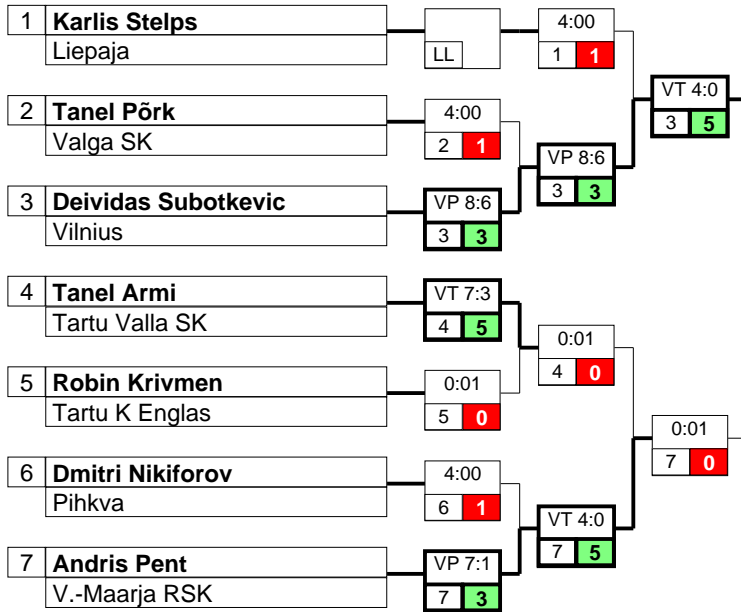 1 Karlis Stelps
Liepaja
LL
4:00
1 1
VT 4:0
3 5
2 Tanel Põrk
Valga SK
4:00
2 1
VP 8:6
3 3
3 Deividas Subotkevic
Vilnius
VP 8:6
3 3
4 Tanel Armi
Tartu Valla SK
VT 7:3
4 5
0:01
4 0
5 Robin Krivmen
Tartu K Englas
0:01
5 0
0:01
7 0
6 Dmitri Nikiforov
Pihkva
4:00
6 1
VT 4:0
7 5
7 Andris Pent
V.-Maarja RSK
VP 7:1
7 3